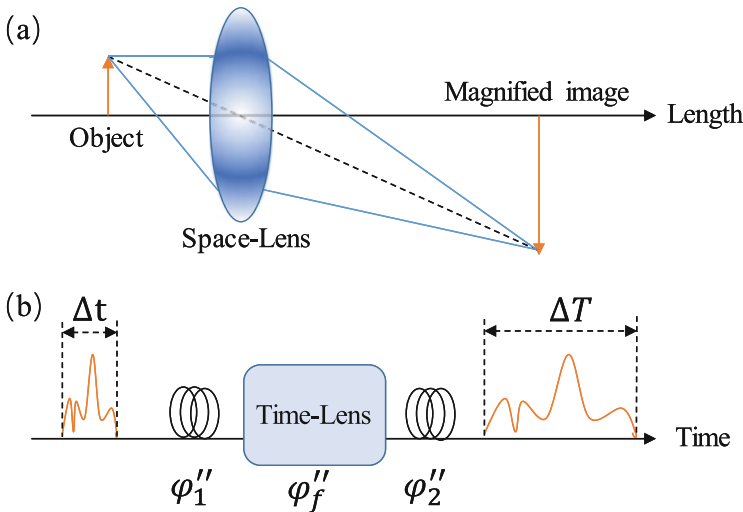 (a)
Magnified image
Length
Object
Space-Lens
(b)
Δt
ΔT
Time-Lens
Time
φ₁″
φ_f″
φ₂″